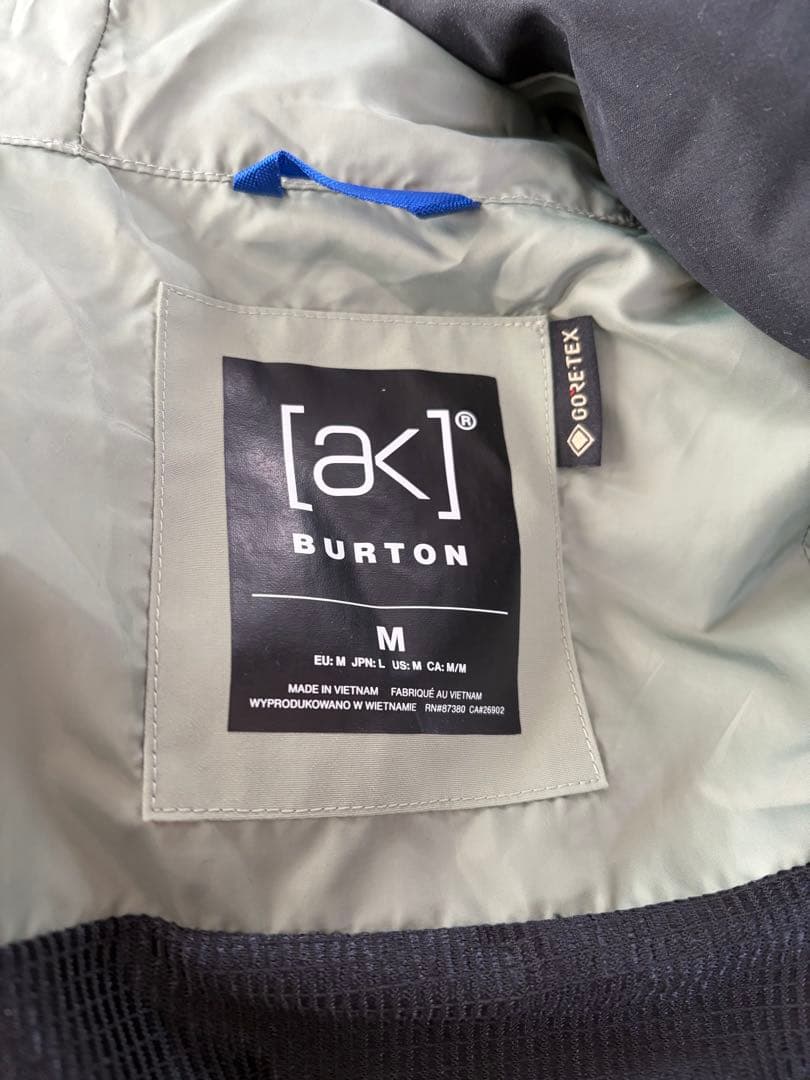 [ak]®
BURTON
M
EU: M JPN: L US: M CA: M/M
MADE IN VIETNAM FABRIQUÉ AU VIETNAM
WYPRODUKOWANO W WIETNAMIE RN#87380 CA#26902
GORE-TEX